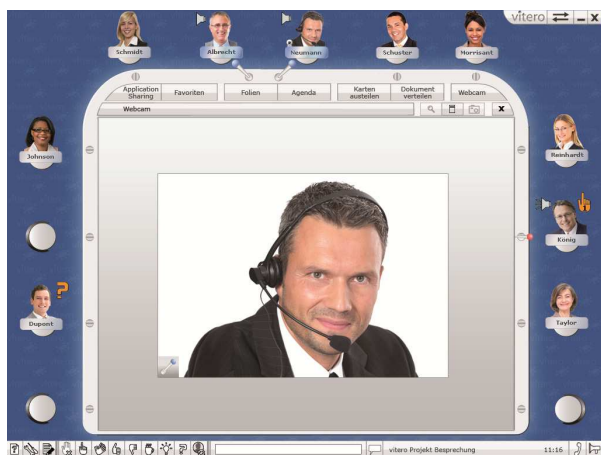 vitero
Schmidt
Albrecht
Neumann
Schuster
Morrisant
Application
Sharing
Favoriten
Folien
Agenda
Karten
austeilen
Dokument
verteilen
Webcam
Webcam
Johnson
Reinhardt
König
Dupont
?
Taylor
vitero Projekt Besprechung
11:16